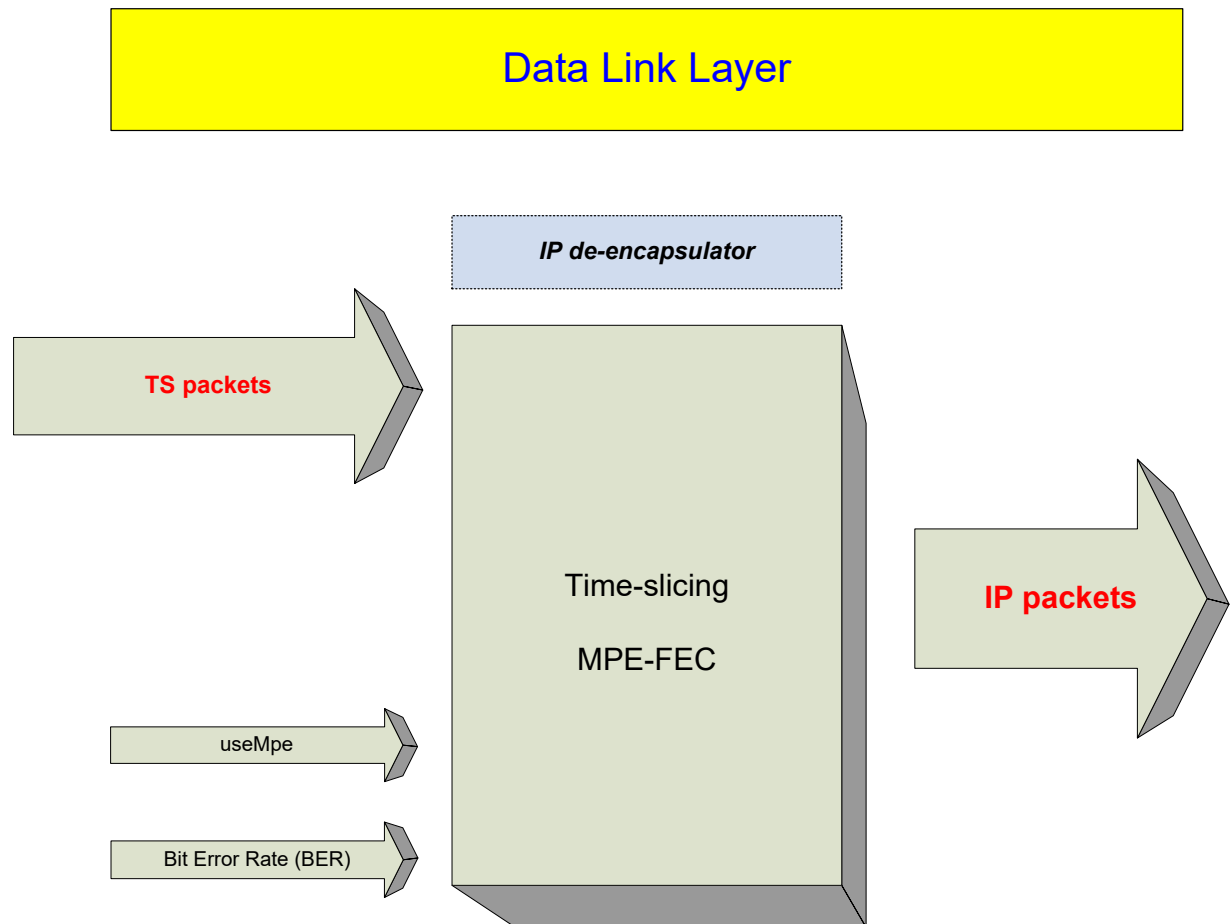 Data Link Layer
IP de-encapsulator
TS packets
Time-slicing
MPE-FEC
IP packets
useMpe
Bit Error Rate (BER)